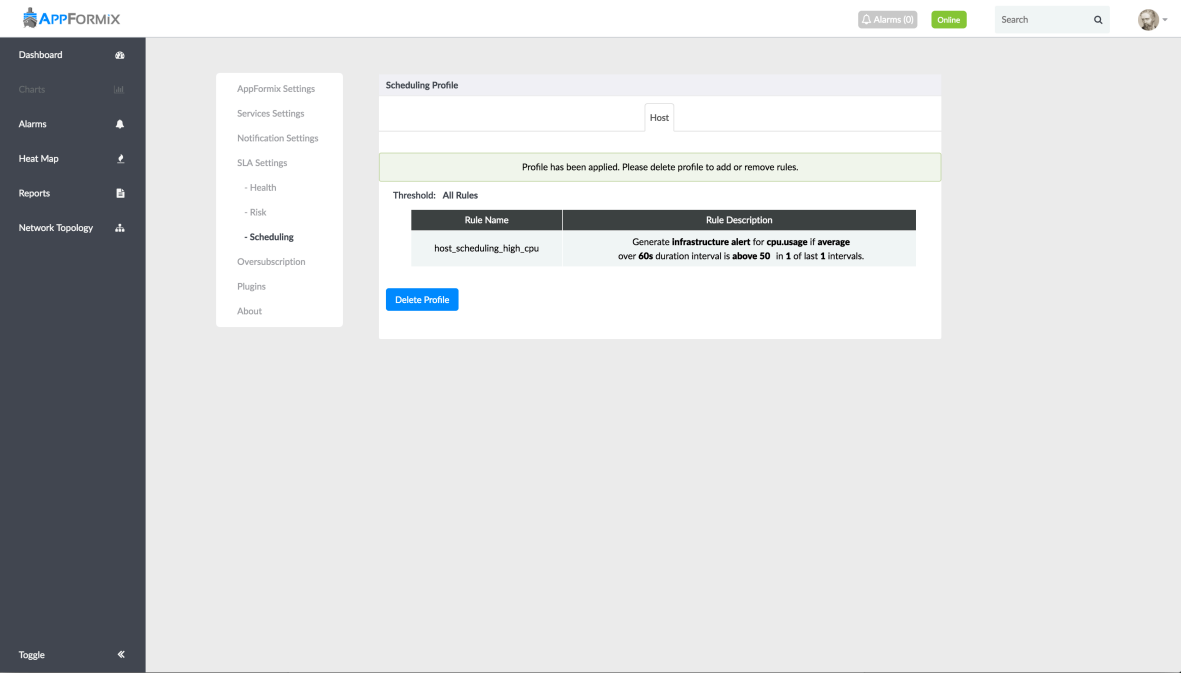 APPFORMIX
Alarms (0)
Online
Search
Dashboard
Charts
Alarms
Heat Map
Reports
Network Topology
Toggle
AppFormix Settings
Services Settings
Notification Settings
SLA Settings
- Health
- Risk
- Scheduling
Oversubscription
Plugins
About
Scheduling Profile
Host
Profile has been applied. Please delete profile to add or remove rules.
Threshold: All Rules
Rule Name Rule Description
host_scheduling_high_cpu
Generate infrastructure alert for cpu.usage if average
over 60s duration interval is above 50 in 1 of last 1 intervals.
Delete Profile